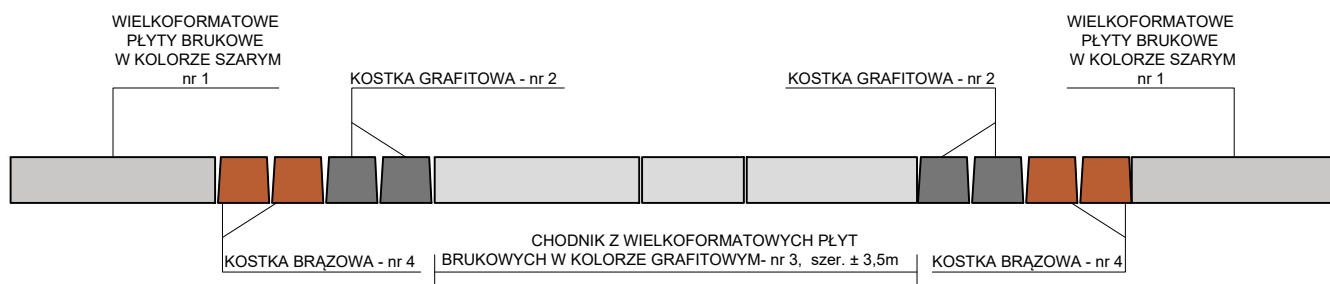 WIELKOFORMATOWE
PŁYTY BRUKOWE
W KOLORZE SZARYM
nr 1
KOSTKA GRAFITOWA - nr 2
KOSTKA GRAFITOWA - nr 2
WIELKOFORMATOWE
PŁYTY BRUKOWE
W KOLORZE SZARYM
nr 1
KOSTKA BRĄZOWA - nr 4
CHODNIK Z WIELKOFORMATOWYCH PŁYT
BRUKOWYCH W KOLORZE GRAFITOWYM- nr 3, szer. ± 3,5m
KOSTKA BRĄZOWA - nr 4